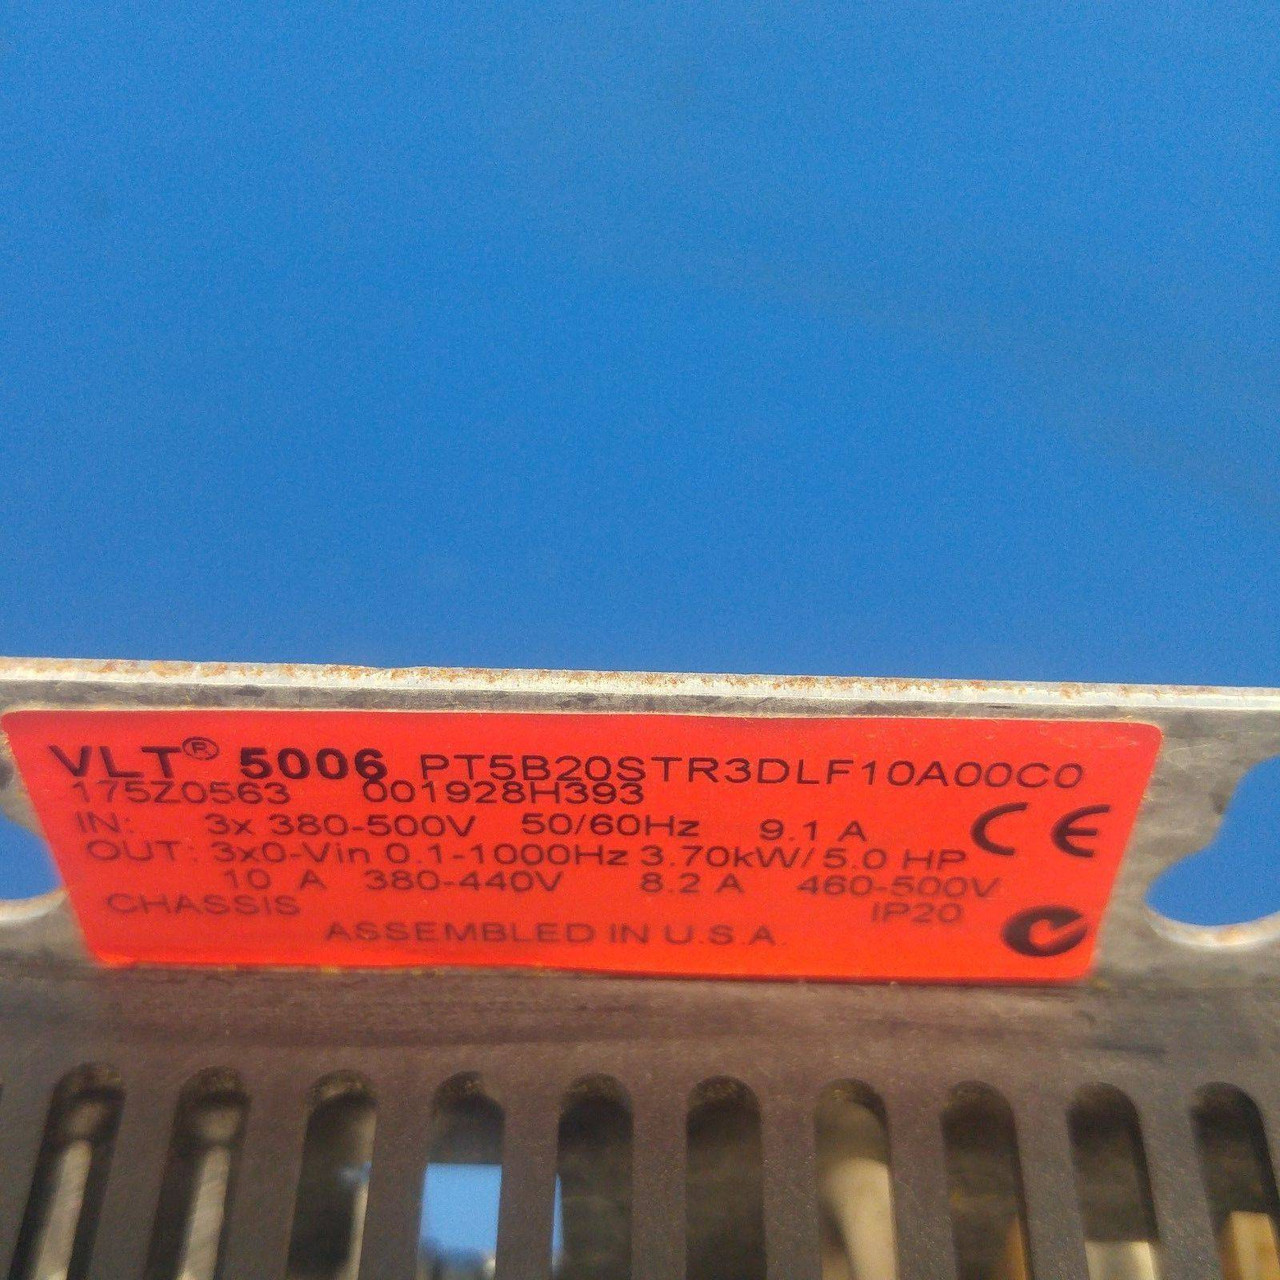 VLT® 5006 PT5B20STR3DLF10A00C0
175Z0563 001928H393
IN: 3x 380-500V 50/60Hz 9.1 A CE
OUT: 3x0-Vin 0.1-1000Hz 3.70kW/5.0 HP
10 A 380-440V 8.2 A 460-500V
CHASSIS IP20
ASSEMBLED IN U.S.A.